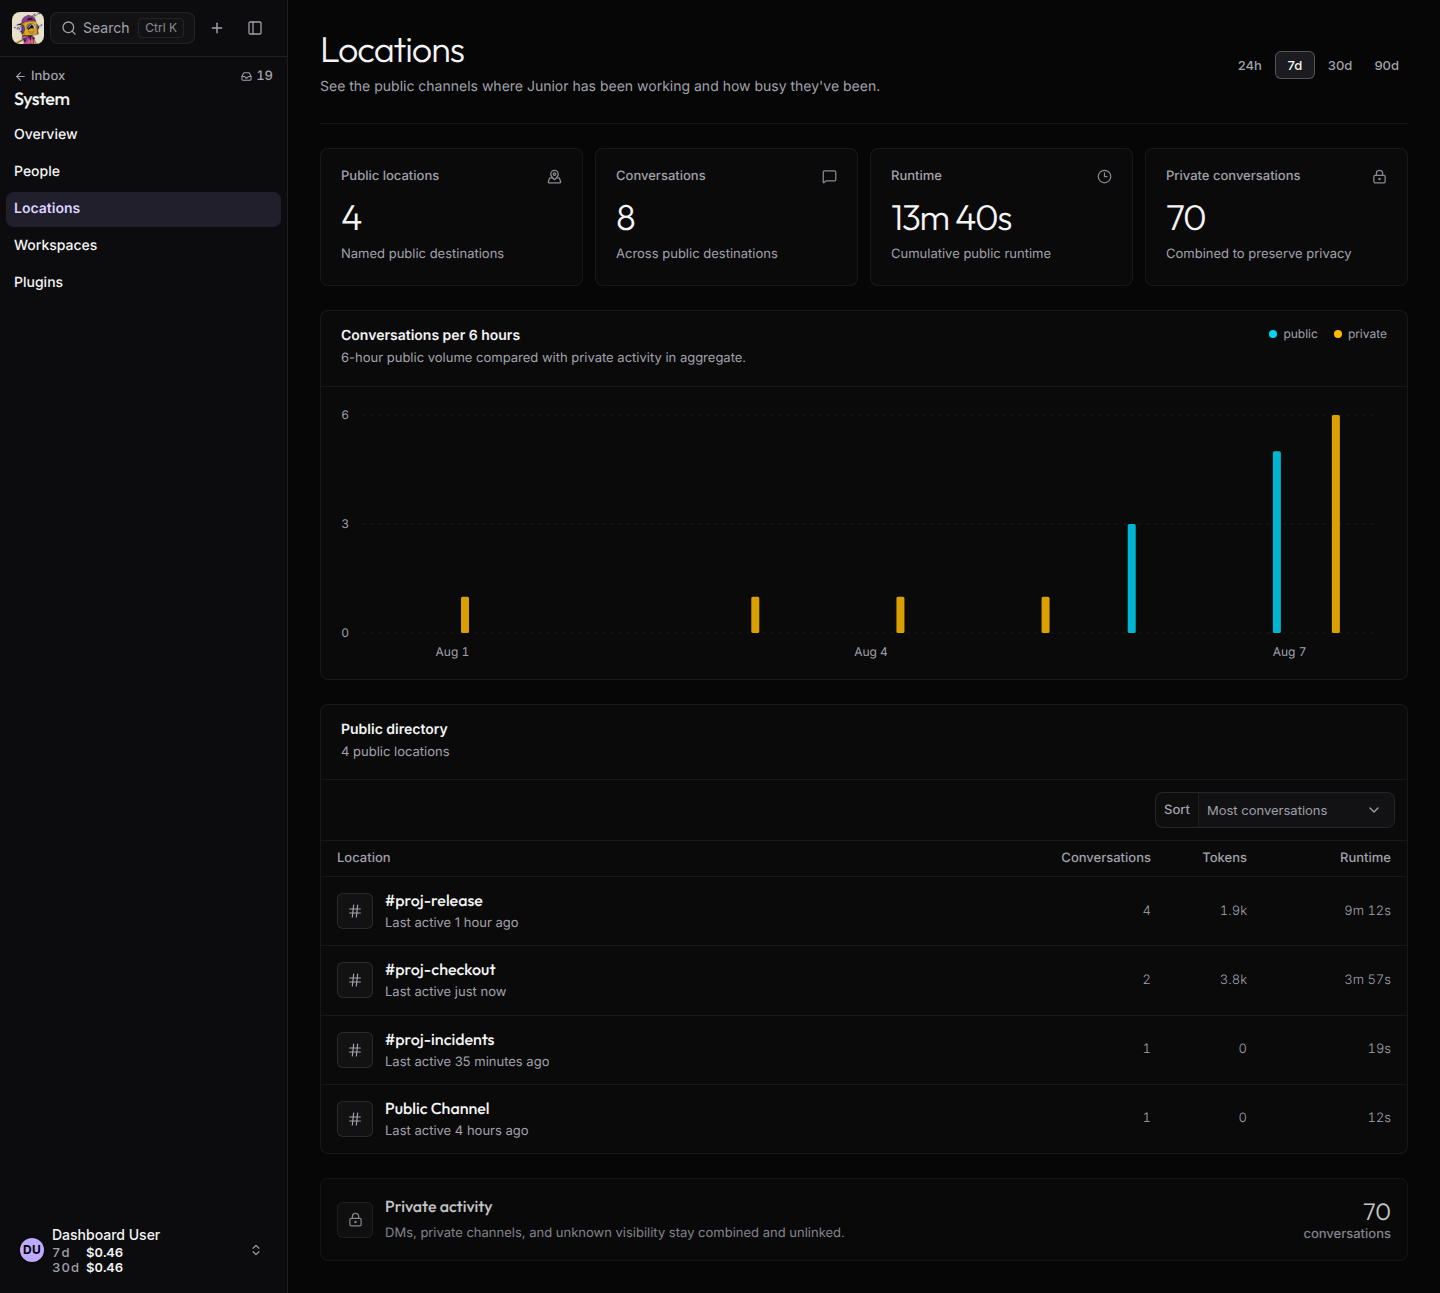 Search Ctrl K
Inbox 19
System
Overview
People
Locations
Workspaces
Plugins
Dashboard User
DU
7d $0.46
30d $0.46
Locations
See the public channels where Junior has been working and how busy they've been.
24h 7d 30d 90d
Public locations
4
Named public destinations
Conversations
8
Across public destinations
Runtime
13m 40s
Cumulative public runtime
Private conversations
70
Combined to preserve privacy
Conversations per 6 hours
6-hour public volume compared with private activity in aggregate.
public private
6
3
0
Aug 1 Aug 4 Aug 7
Public directory
4 public locations
Sort Most conversations
Location Conversations Tokens Runtime
#proj-release
Last active 1 hour ago
4 1.9k 9m 12s
#proj-checkout
Last active just now
2 3.8k 3m 57s
#proj-incidents
Last active 35 minutes ago
1 0 19s
Public Channel
Last active 4 hours ago
1 0 12s
Private activity
DMs, private channels, and unknown visibility stay combined and unlinked.
70
conversations